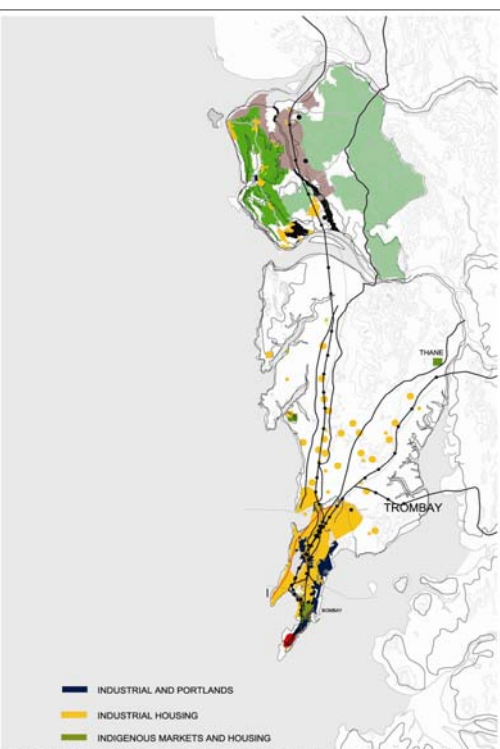 THANE
TROMBAY
BOMBAY
INDUSTRIAL AND PORTLANDS
INDUSTRIAL HOUSING
INDIGENOUS MARKETS AND HOUSING